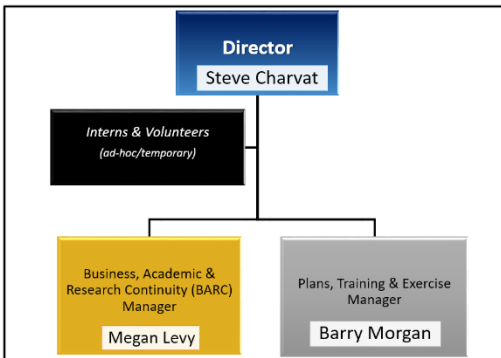 Director
Steve Charvat
Interns & Volunteers
(ad-hoc/temporary)
Business, Academic &
Research Continuity (BARC)
Manager
Megan Levy
Plans, Training & Exercise
Manager
Barry Morgan